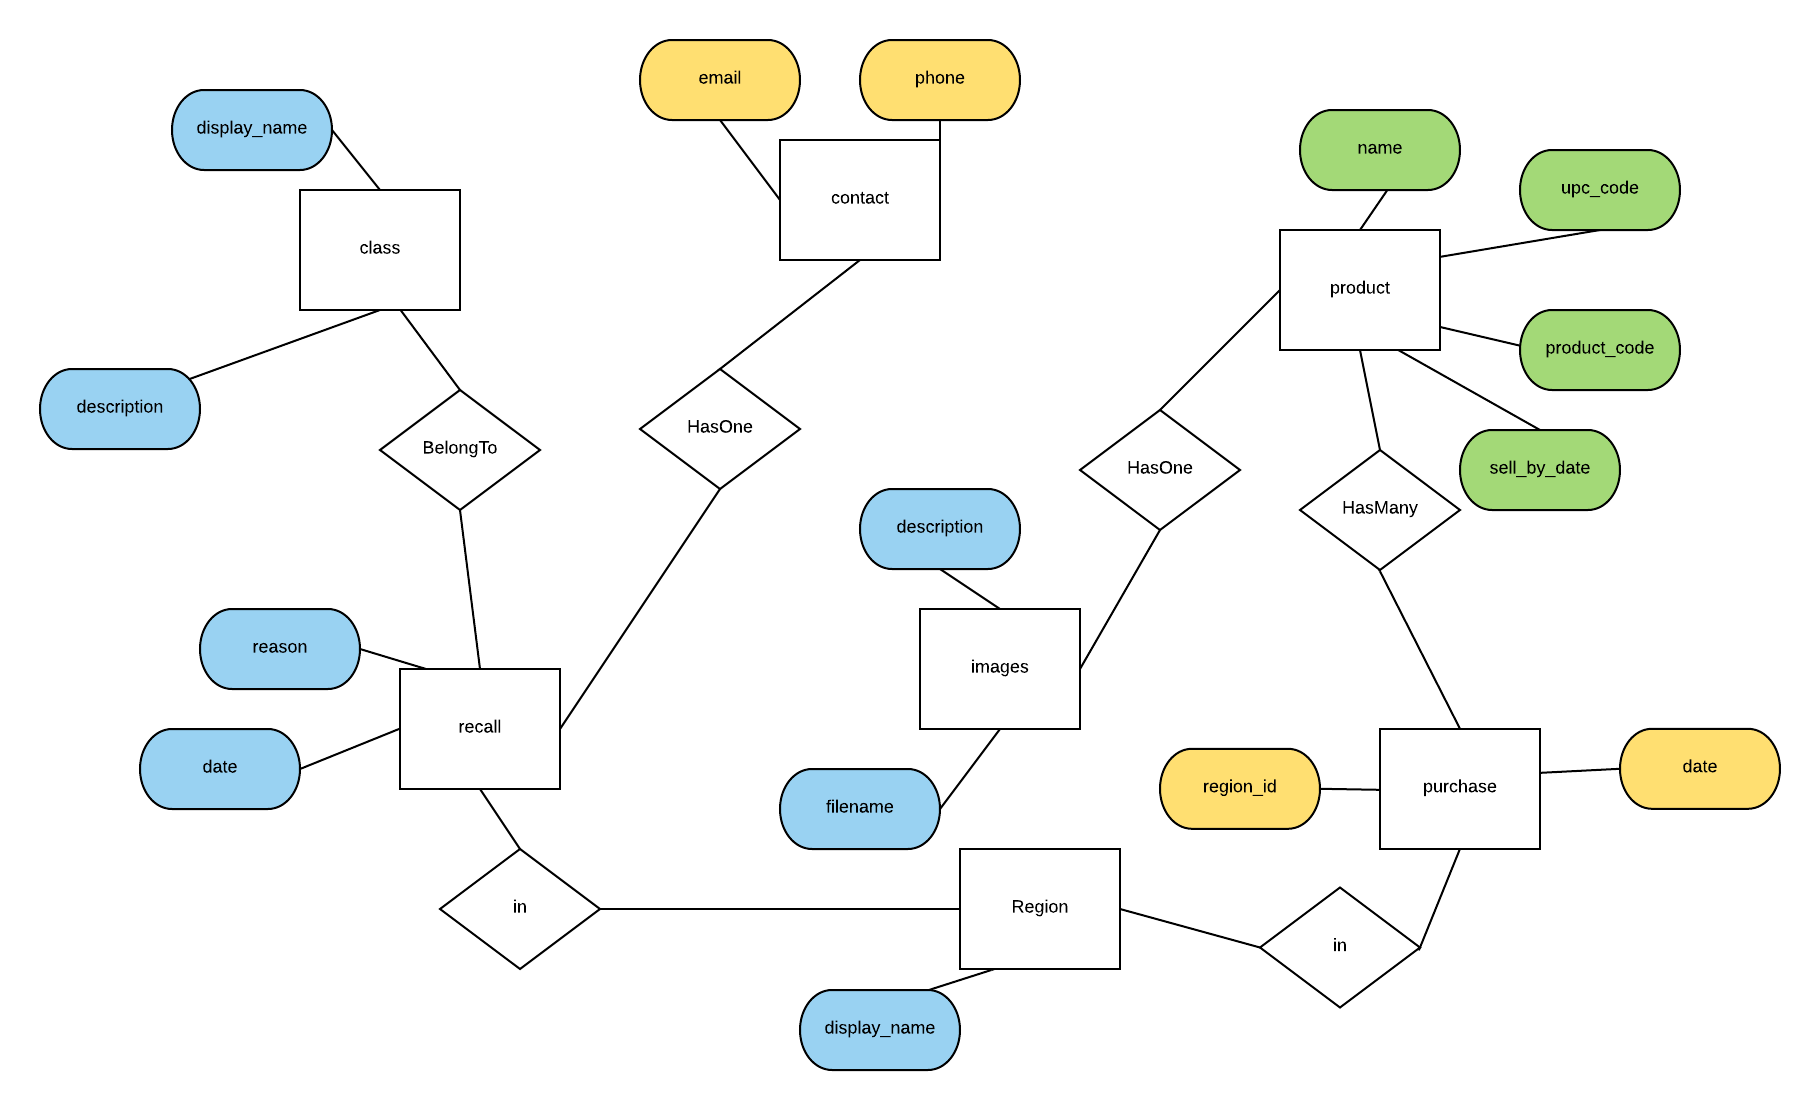 email
phone
display_name
name
upc_code
contact
class
product
product_code
description
HasOne
BelongTo
HasOne
sell_by_date
HasMany
description
reason
images
recall
date
filename
region_id
purchase
date
in
Region
in
display_name